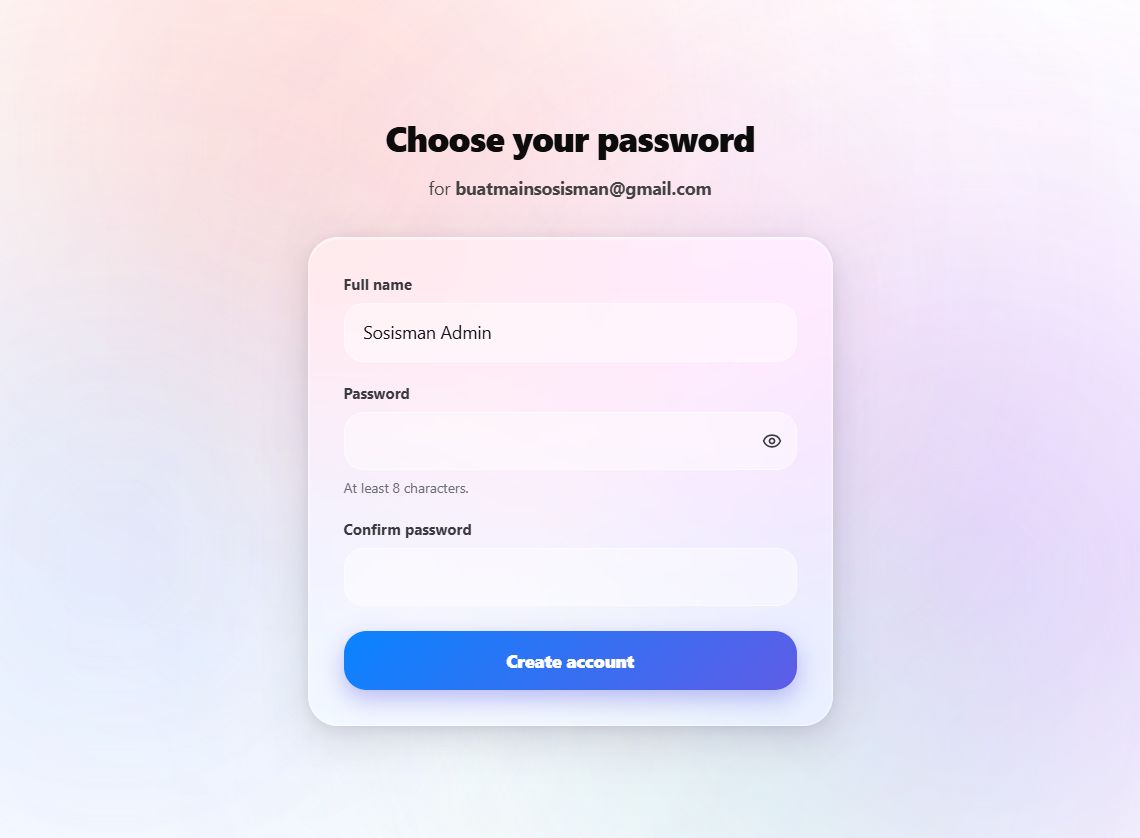 Choose your password
for buatmainsosisman@gmail.com
Full name
Sosisman Admin
Password
At least 8 characters.
Confirm password
Create account